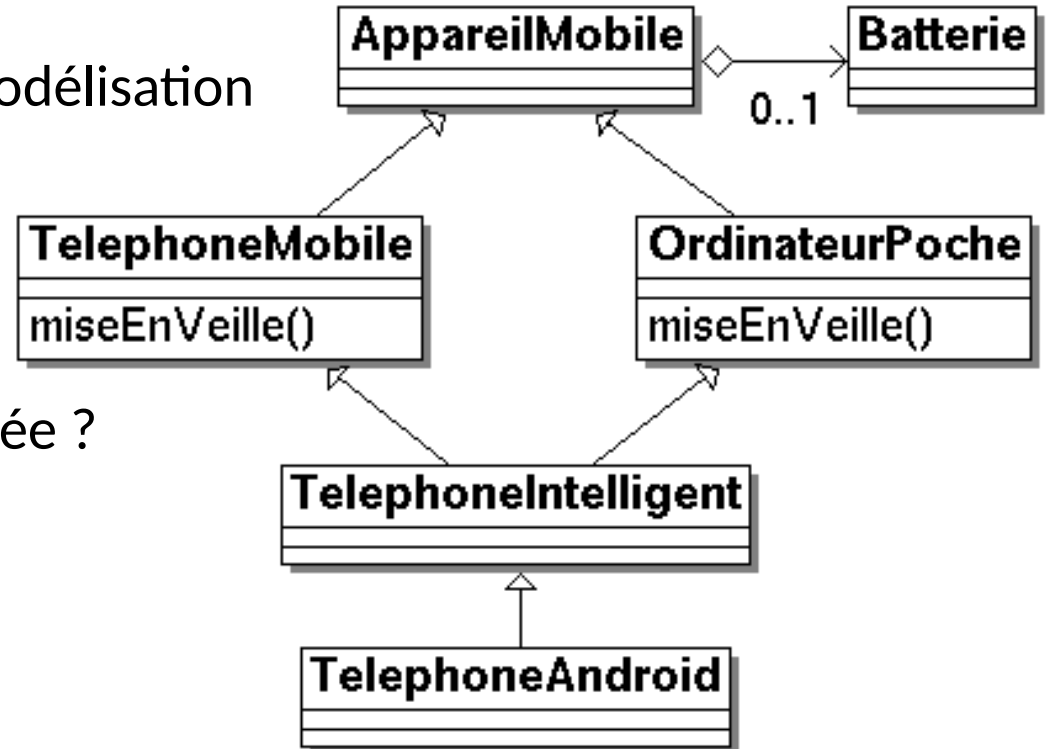 AppareilMobile
Batterie
odélisation
0..1
TelephoneMobile
OrdinateurPoche
miseEnVeille()
miseEnVeille()
ée ?
TelephoneIntelligent
TelephoneAndroid